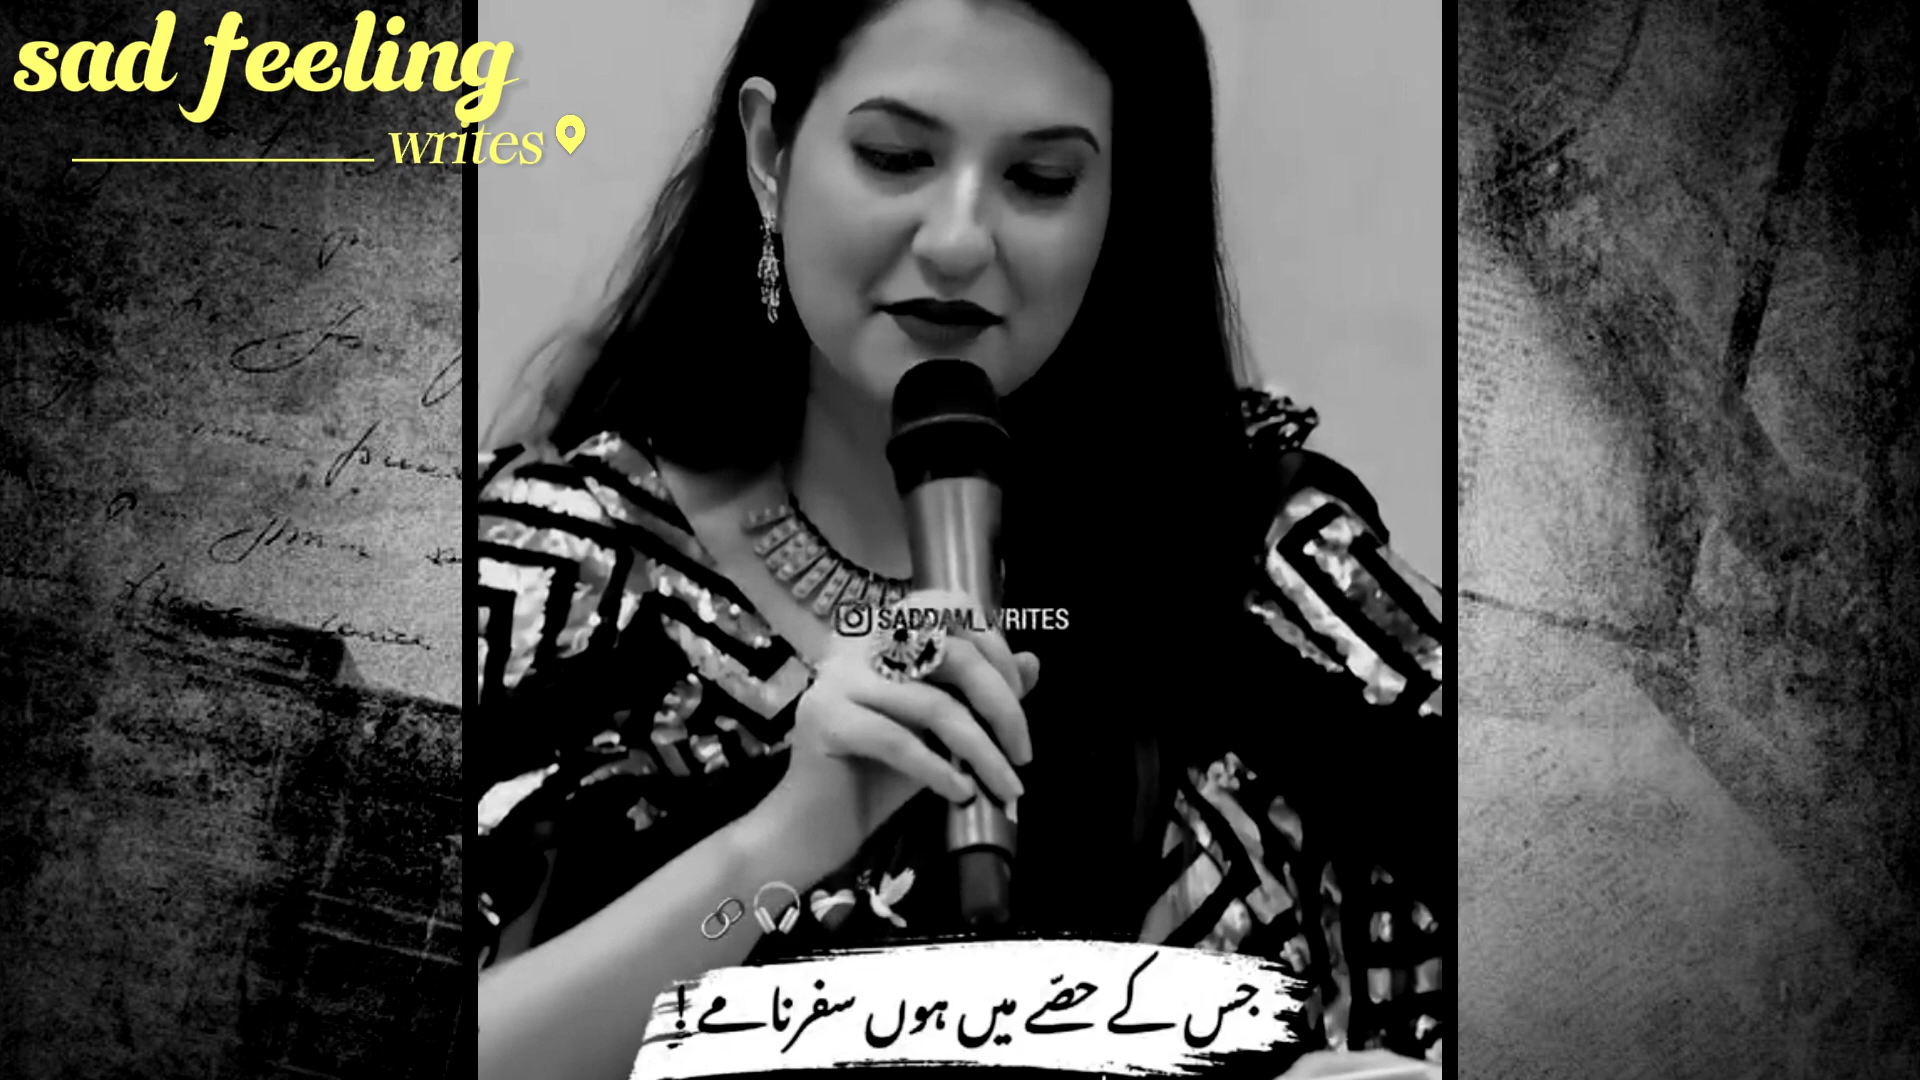 sad feeling
writes
SADDAM_WRITES
جس کے حصّے میں ہوں سفرنامے!